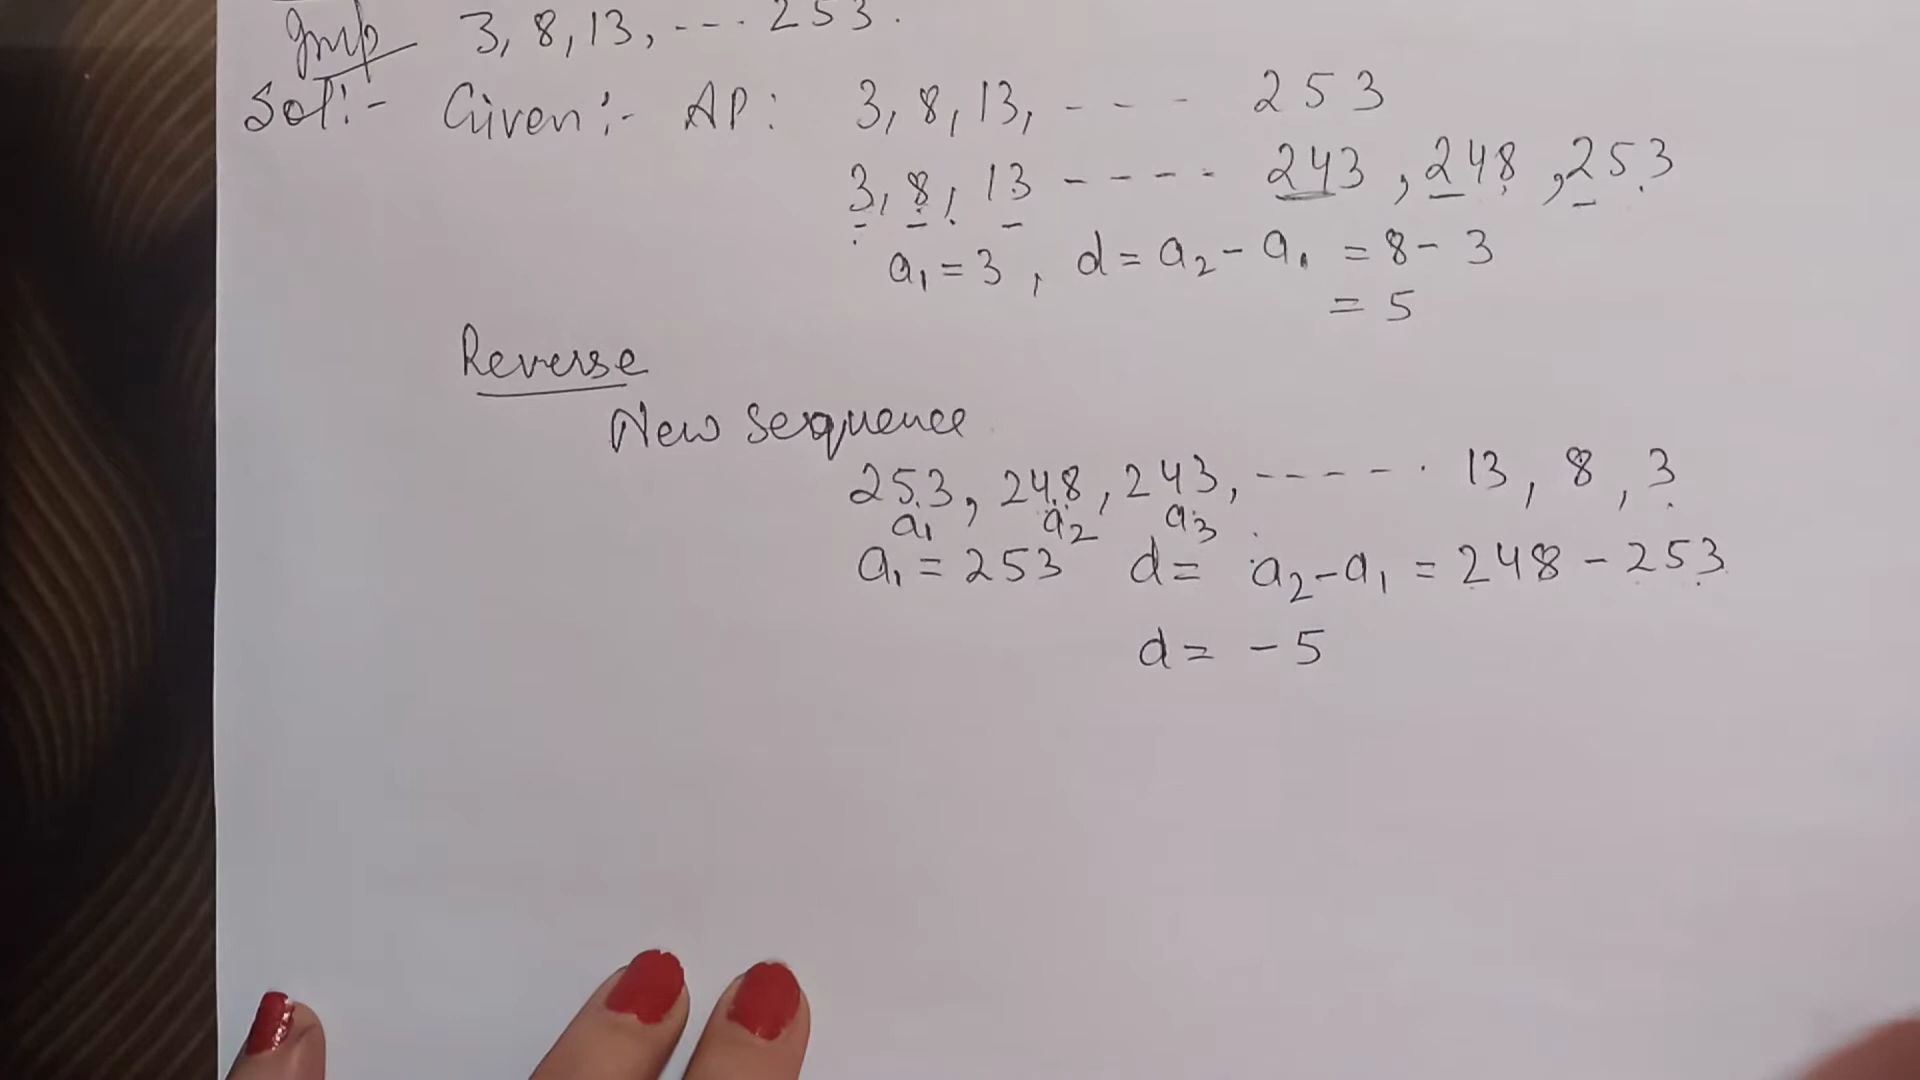 Imp 3, 8, 13, --- 253.
Sol:- Given:- AP: 3, 8, 13, --- 253
3, 8, 13 ---- 243, 248, 253
a₁ = 3, d = a₂ - a₁ = 8 - 3
= 5
Reverse
New Sequence
253, 248, 243, ----- 13, 8, 3
a₁ a₂ a₃
a₁ = 253 d = a₂ - a₁ = 248 - 253
d = -5